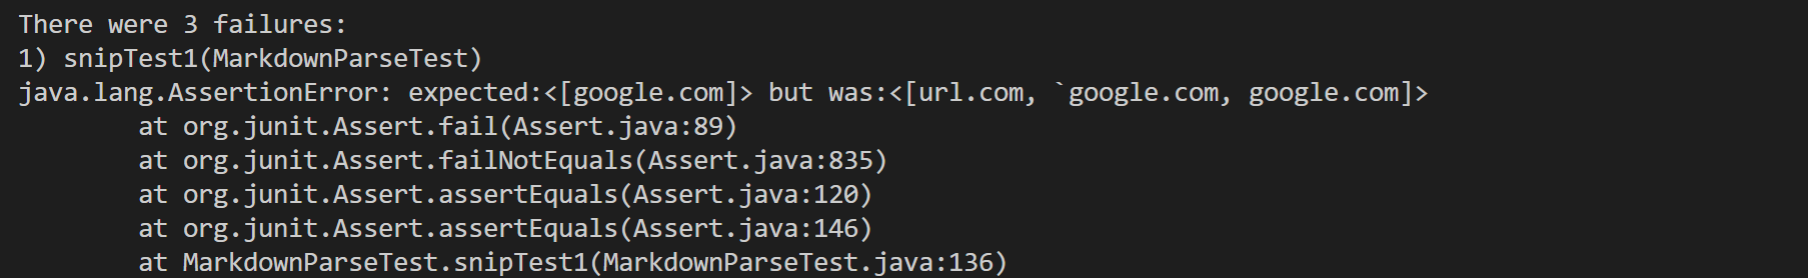 There were 3 failures:
1) snipTest1(MarkdownParseTest)
java.lang.AssertionError: expected:<[google.com]> but was:<[url.com, `google.com, google.com]>
        at org.junit.Assert.fail(Assert.java:89)
        at org.junit.Assert.failNotEquals(Assert.java:835)
        at org.junit.Assert.assertEquals(Assert.java:120)
        at org.junit.Assert.assertEquals(Assert.java:146)
        at MarkdownParseTest.snipTest1(MarkdownParseTest.java:136)